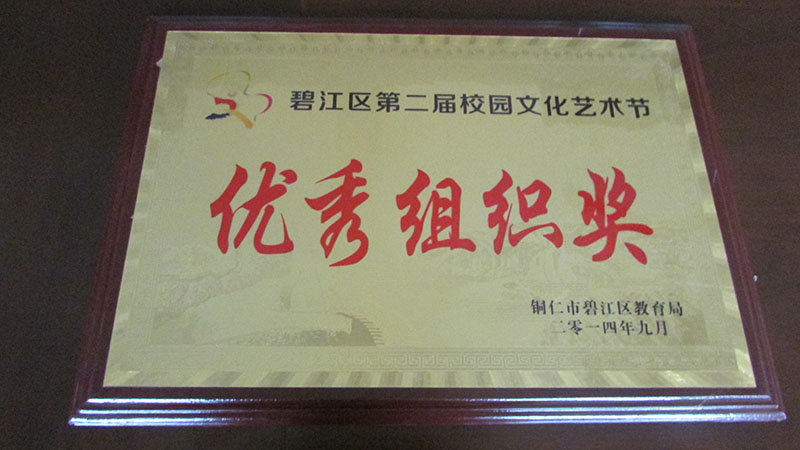 碧江区第二届校园文化艺术节
优秀组织奖
铜仁市碧江区教育局
二零一四年九月